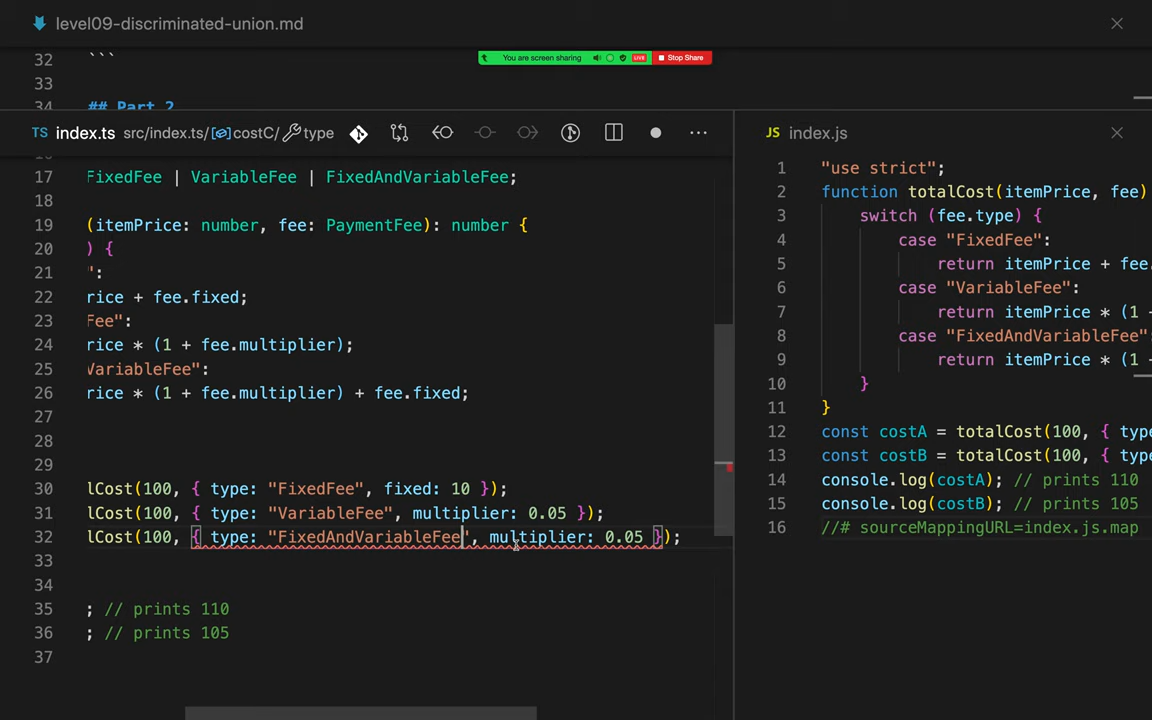 level09-discriminated-union.md
32 ```
33
34 ## Part 2
You are screen sharing LIVE Stop Share
TS index.ts src/index.ts/ costC/ type
16
17 FixedFee | VariableFee | FixedAndVariableFee;
18
19 (itemPrice: number, fee: PaymentFee): number {
20 ) {
21 ":
22 rice + fee.fixed;
23 Fee":
24 rice * (1 + fee.multiplier);
25 VariableFee":
26 rice * (1 + fee.multiplier) + fee.fixed;
27
28
29
30 lCost(100, { type: "FixedFee", fixed: 10 });
31 lCost(100, { type: "VariableFee", multiplier: 0.05 });
32 lCost(100, { type: "FixedAndVariableFee", multiplier: 0.05 });
33
34
35 ; // prints 110
36 ; // prints 105
37
JS index.js
1 "use strict";
2 function totalCost(itemPrice, fee)
3 switch (fee.type) {
4 case "FixedFee":
5 return itemPrice + fee.
6 case "VariableFee":
7 return itemPrice * (1 -
8 case "FixedAndVariableFee":
9 return itemPrice * (1 -
10 }
11 }
12 const costA = totalCost(100, { type
13 const costB = totalCost(100, { type
14 console.log(costA); // prints 110
15 console.log(costB); // prints 105
16 //# sourceMappingURL=index.js.map